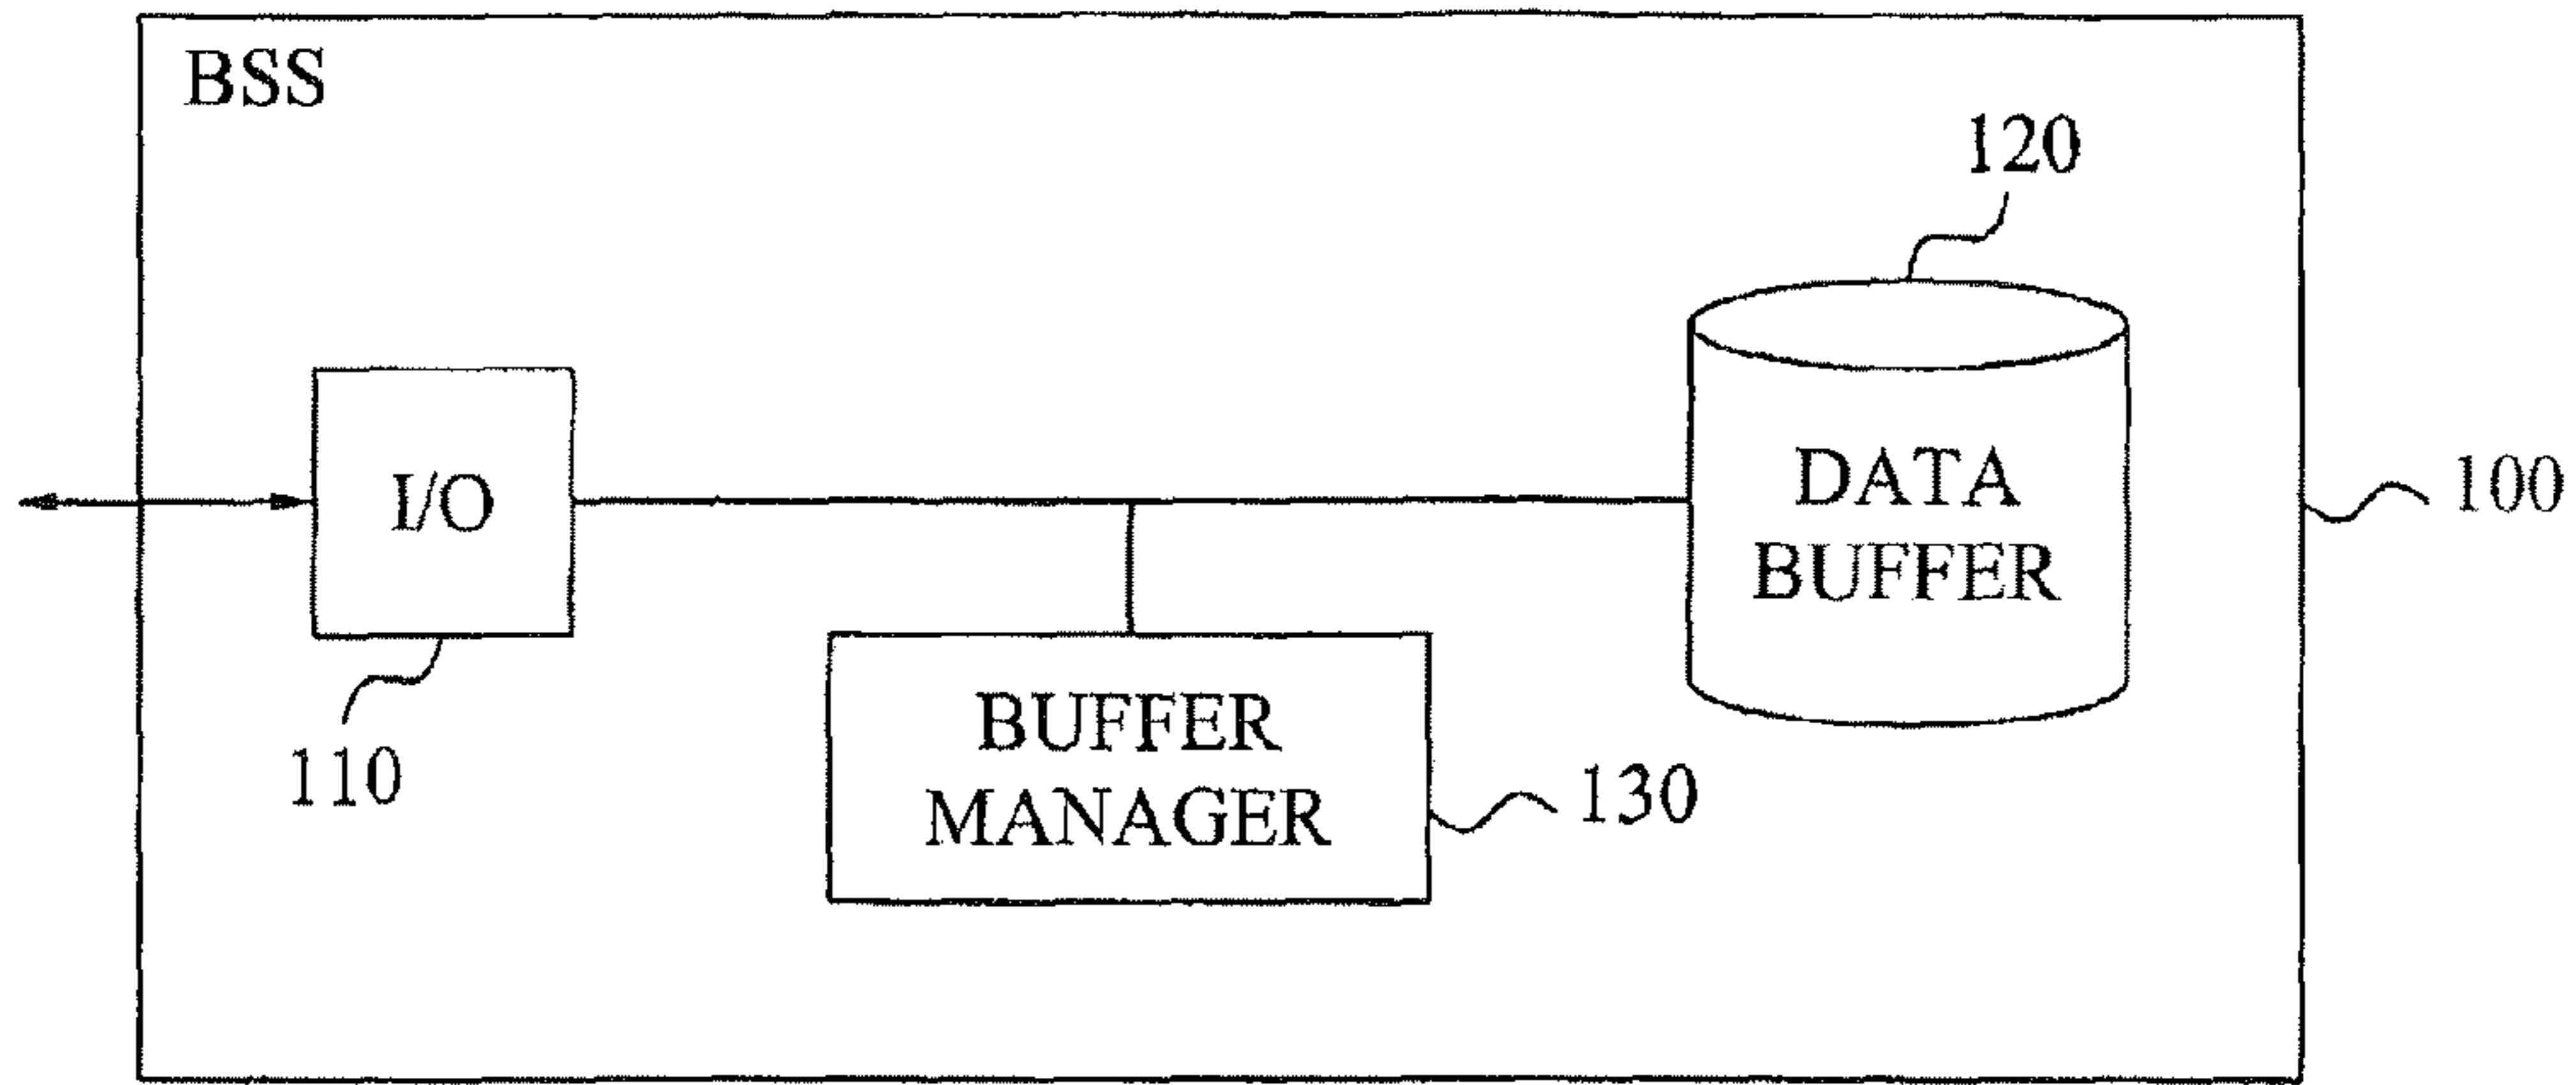 BSS
120
I/O
DATA
BUFFER
100
110
BUFFER
MANAGER
130